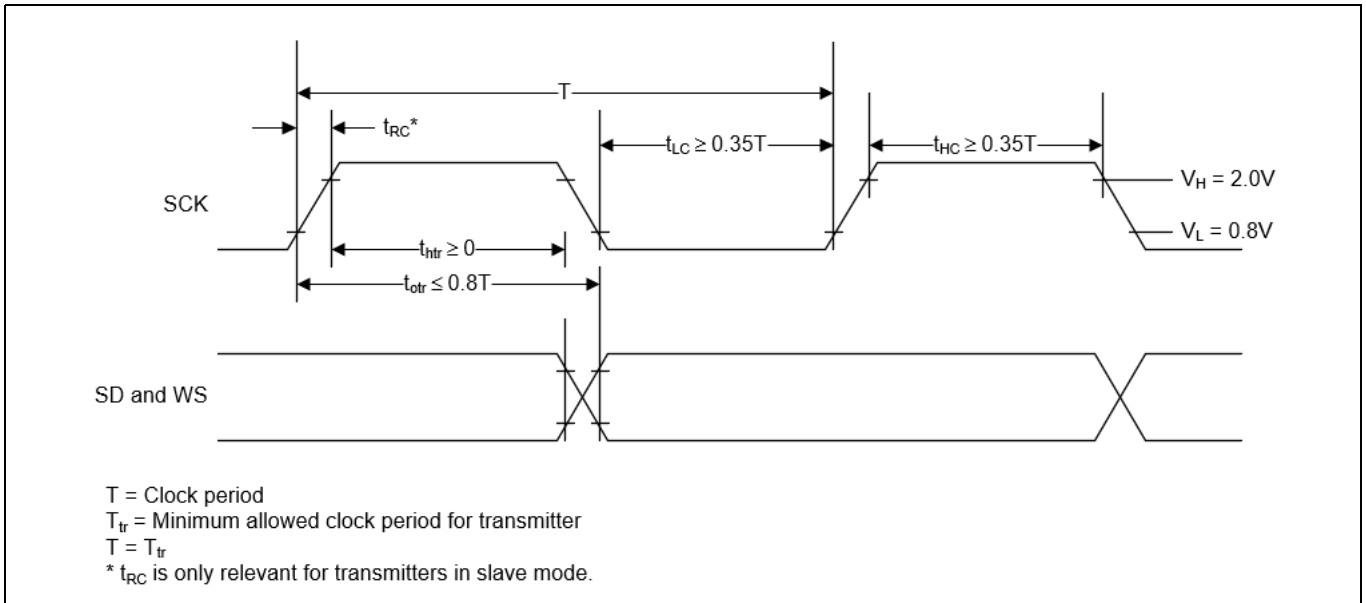 T
tRC*
tLC ≥ 0.35T
tHC ≥ 0.35T
SCK
VH = 2.0V
VL = 0.8V
thtr ≥ 0
totr ≤ 0.8T
SD and WS
T = Clock period
Ttr = Minimum allowed clock period for transmitter
T = Ttr
* tRC is only relevant for transmitters in slave mode.